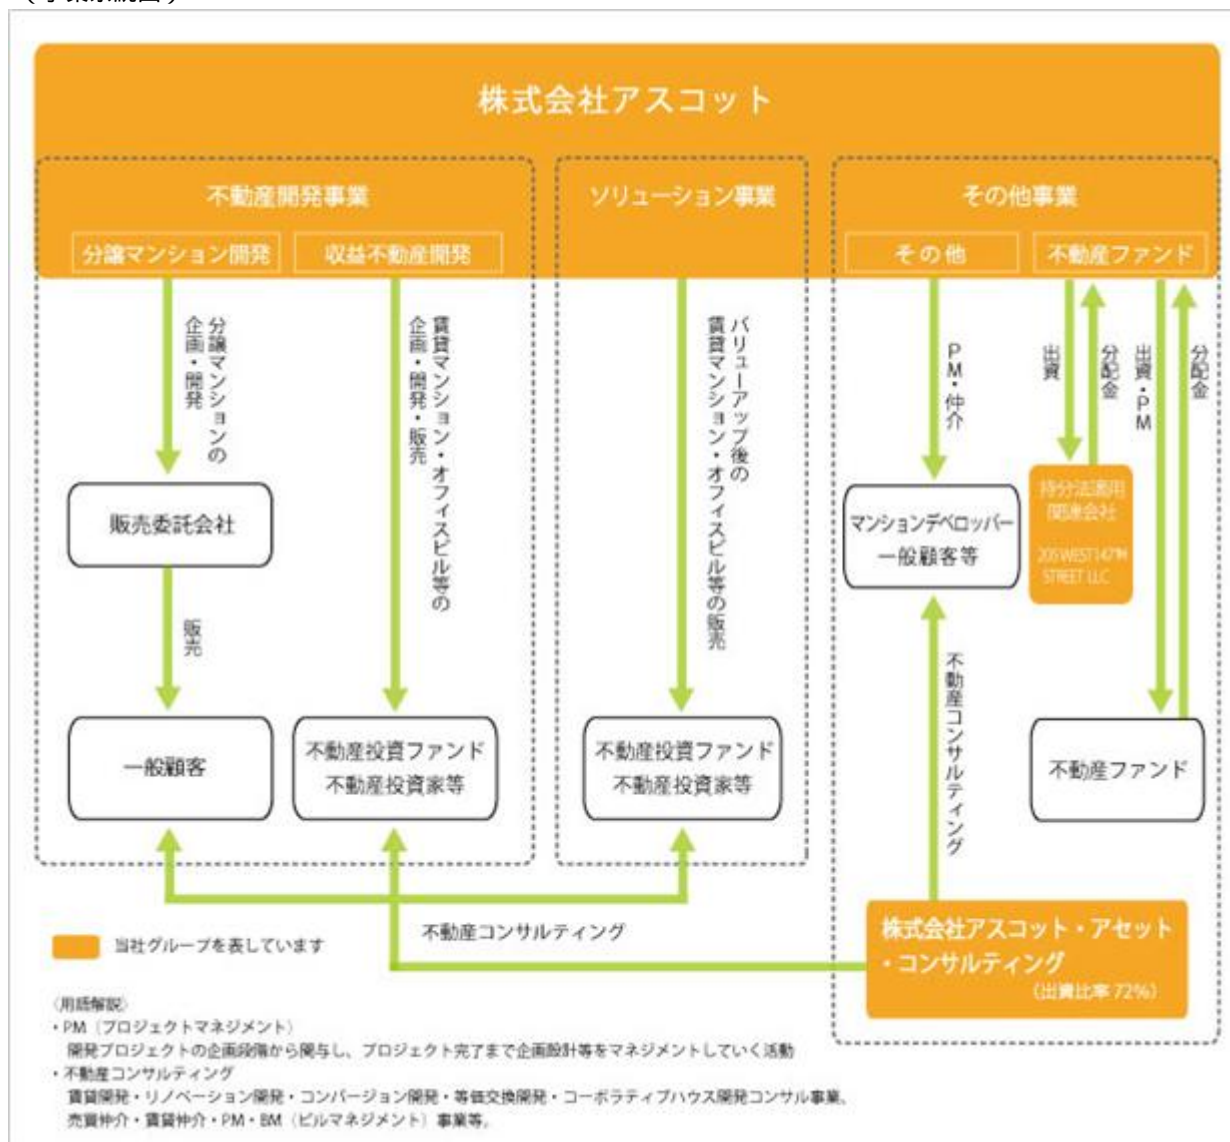 株式会社アスコット
不動産開発事業
分譲マンション開発
収益不動産開発
ソリューション事業
その他事業
その他
不動産ファンド
分譲マンションの
企画・開発
賃貸マンション・オフィスビル等の
企画・開発・販売
バリューアップ後の
賃貸マンション・オフィスビル等の販売
PM・仲介
出資
分配金
出資・PM
分配金
販売委託会社
マンションデベロッパー
一般顧客等
持分法適用
関連会社
205 WEST 147TH
STREET LLC
販売
不動産コンサルティング
一般顧客
不動産投資ファンド
不動産投資家等
不動産投資ファンド
不動産投資家等
不動産ファンド
株式会社アスコット・アセット
・コンサルティング
（出資比率 72%）
不動産コンサルティング
当社グループを表しています
〈用語解説〉
・PM（プロジェクトマネジメント）
開発プロジェクトの企画段階から関与し、プロジェクト完了まで企画設計等をマネジメントしていく活動
・不動産コンサルティング
賃貸開発・リノベーション開発・コンバージョン開発・等価交換開発・コーポラティブハウス開発コンサル事業、
売買仲介・賃貸仲介・PM・BM（ビルマネジメント）事業等。